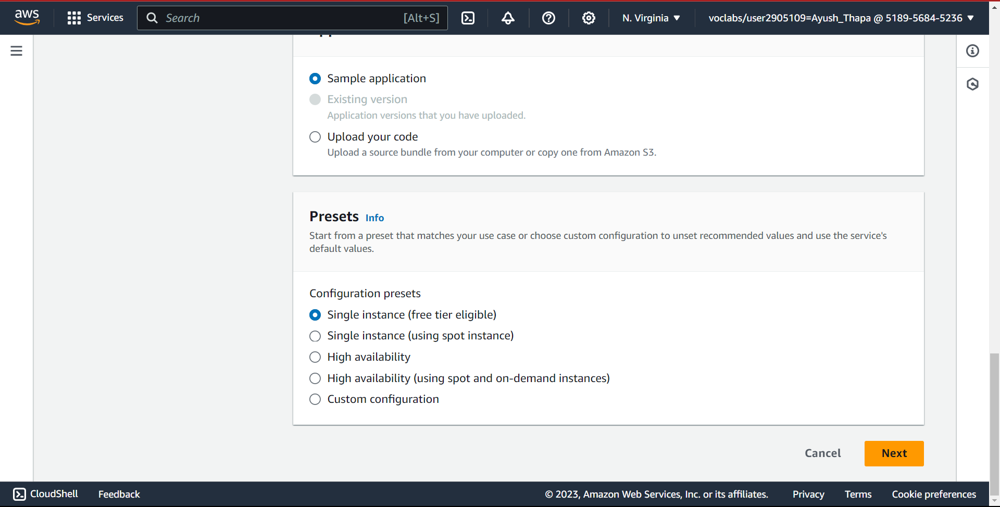 aws
Services
Search
[Alt+S]
N. Virginia
voclabs/user2905109=Ayush_Thapa @ 5189-5684-5236
Sample application
Existing version
Application versions that you have uploaded.
Upload your code
Upload a source bundle from your computer or copy one from Amazon S3.
Presets Info
Start from a preset that matches your use case or choose custom configuration to unset recommended values and use the service's
default values.
Configuration presets
Single instance (free tier eligible)
Single instance (using spot instance)
High availability
High availability (using spot and on-demand instances)
Custom configuration
Cancel
Next
CloudShell
Feedback
© 2023, Amazon Web Services, Inc. or its affiliates.
Privacy
Terms
Cookie preferences